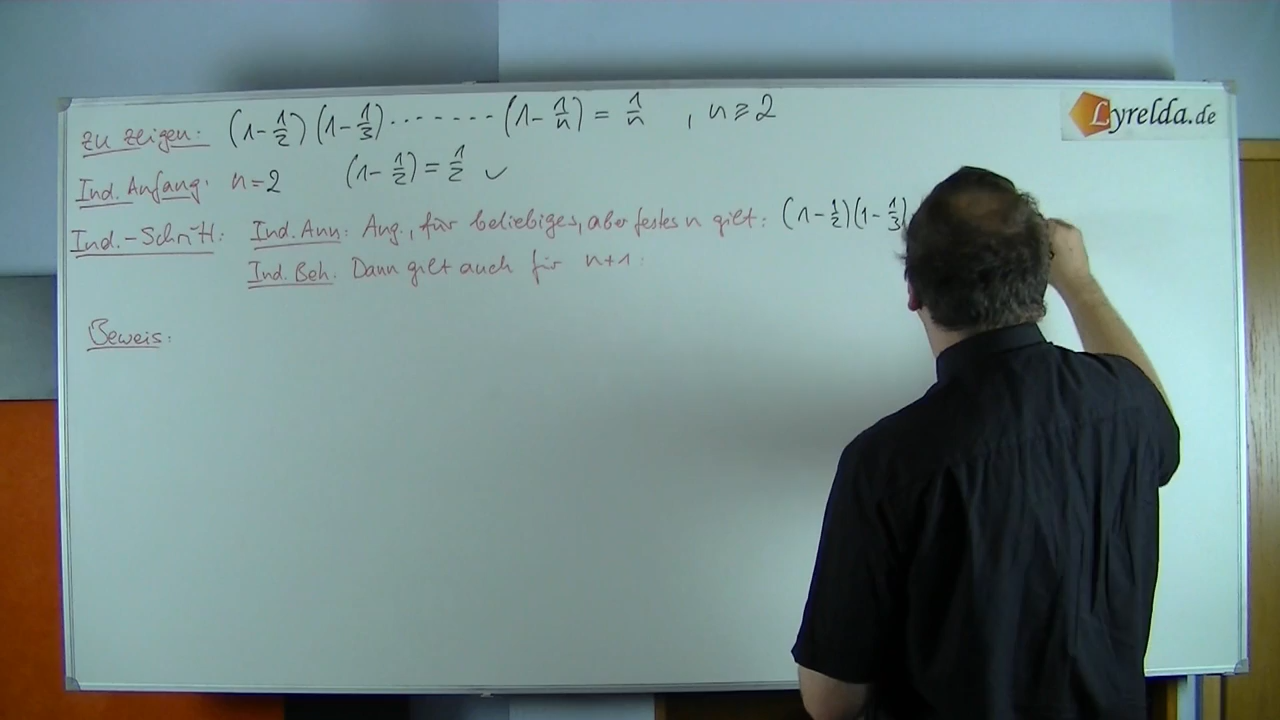 Lyrelda.de
zu zeigen: (1-1/2)(1-1/3)·······(1-1/n) = 1/n , n ≥ 2
Ind. Anfang: n=2 (1-1/2) = 1/2 ✓
Ind.-Schritt: Ind. Ann: Ang., für beliebiges, aber festes n gilt: (1-1/2)(1-1/3)
Ind. Beh. Dann gilt auch für n+1:
Beweis: